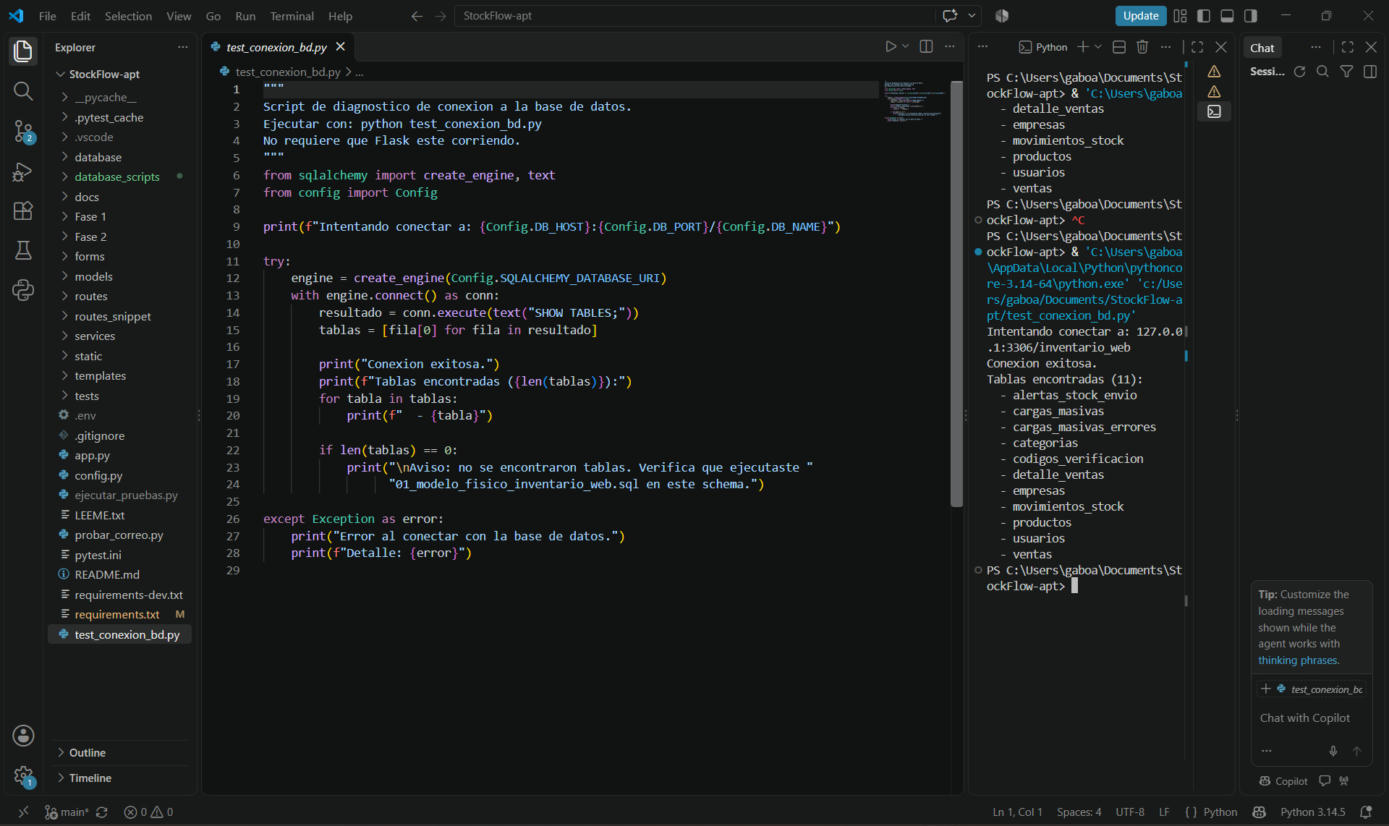 File Edit Selection View Go Run Terminal Help
StockFlow-apt
Update
Explorer
StockFlow-apt
__pycache__
.pytest_cache
.vscode
database
database_scripts
docs
Fase 1
Fase 2
forms
models
routes
routes_snippet
services
static
templates
tests
.env
.gitignore
app.py
config.py
ejecutar_pruebas.py
LEEME.txt
probar_correo.py
pytest.ini
README.md
requirements-dev.txt
requirements.txt M
test_conexion_bd.py
Outline
Timeline
2
1
test_conexion_bd.py
test_conexion_bd.py > ...
1 """
2 Script de diagnostico de conexion a la base de datos.
3 Ejecutar con: python test_conexion_bd.py
4 No requiere que Flask este corriendo.
5 """
6 from sqlalchemy import create_engine, text
7 from config import Config
8
9 print(f"Intentando conectar a: {Config.DB_HOST}:{Config.DB_PORT}/{Config.DB_NAME}")
10
11 try:
12     engine = create_engine(Config.SQLALCHEMY_DATABASE_URI)
13     with engine.connect() as conn:
14         resultado = conn.execute(text("SHOW TABLES;"))
15         tablas = [fila[0] for fila in resultado]
16
17         print("Conexion exitosa.")
18         print(f"Tablas encontradas ({len(tablas)}):")
19         for tabla in tablas:
20             print(f"  - {tabla}")
21
22         if len(tablas) == 0:
23             print("\nAviso: no se encontraron tablas. Verifica que ejecutaste "
24                   "01_modelo_fisico_inventario_web.sql en este schema.")
25
26 except Exception as error:
27     print("Error al conectar con la base de datos.")
28     print(f"Detalle: {error}")
29
Python
PS C:\Users\gaboa\Documents\St
ockFlow-apt> & 'C:\Users\gaboa
- detalle_ventas
- empresas
- movimientos_stock
- productos
- usuarios
- ventas
PS C:\Users\gaboa\Documents\St
ockFlow-apt> ^C
PS C:\Users\gaboa\Documents\St
ockFlow-apt> & 'C:\Users\gaboa
\AppData\Local\Python\pythonco
re-3.14-64\python.exe' 'c:/Use
rs/gaboa/Documents/StockFlow-a
pt/test_conexion_bd.py'
Intentando conectar a: 127.0.0
.1:3306/inventario_web
Conexion exitosa.
Tablas encontradas (11):
- alertas_stock_envio
- cargas_masivas
- cargas_masivas_errores
- categorias
- codigos_verificacion
- detalle_ventas
- empresas
- movimientos_stock
- productos
- usuarios
- ventas
PS C:\Users\gaboa\Documents\St
ockFlow-apt>
Chat
Sessi...
Tip: Customize the
loading messages
shown while the
agent works with
thinking phrases.
test_conexion_bc
Chat with Copilot
Copilot
main* 0 0
Ln 1, Col 1 Spaces: 4 UTF-8 LF { } Python Python 3.14.5